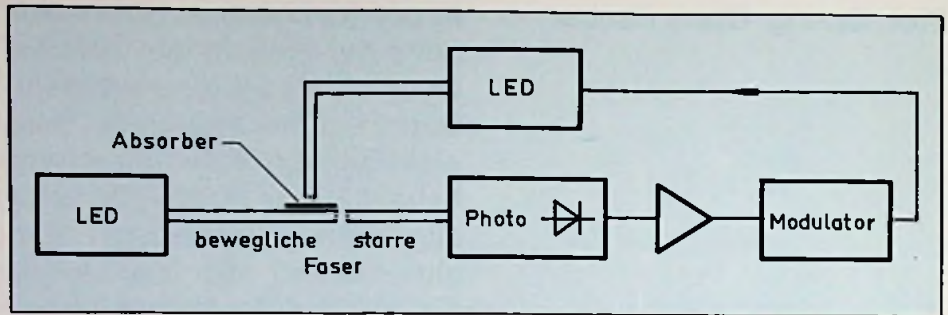 LED
Absorber
LED
bewegliche starre
Faser
Photo
Modulator